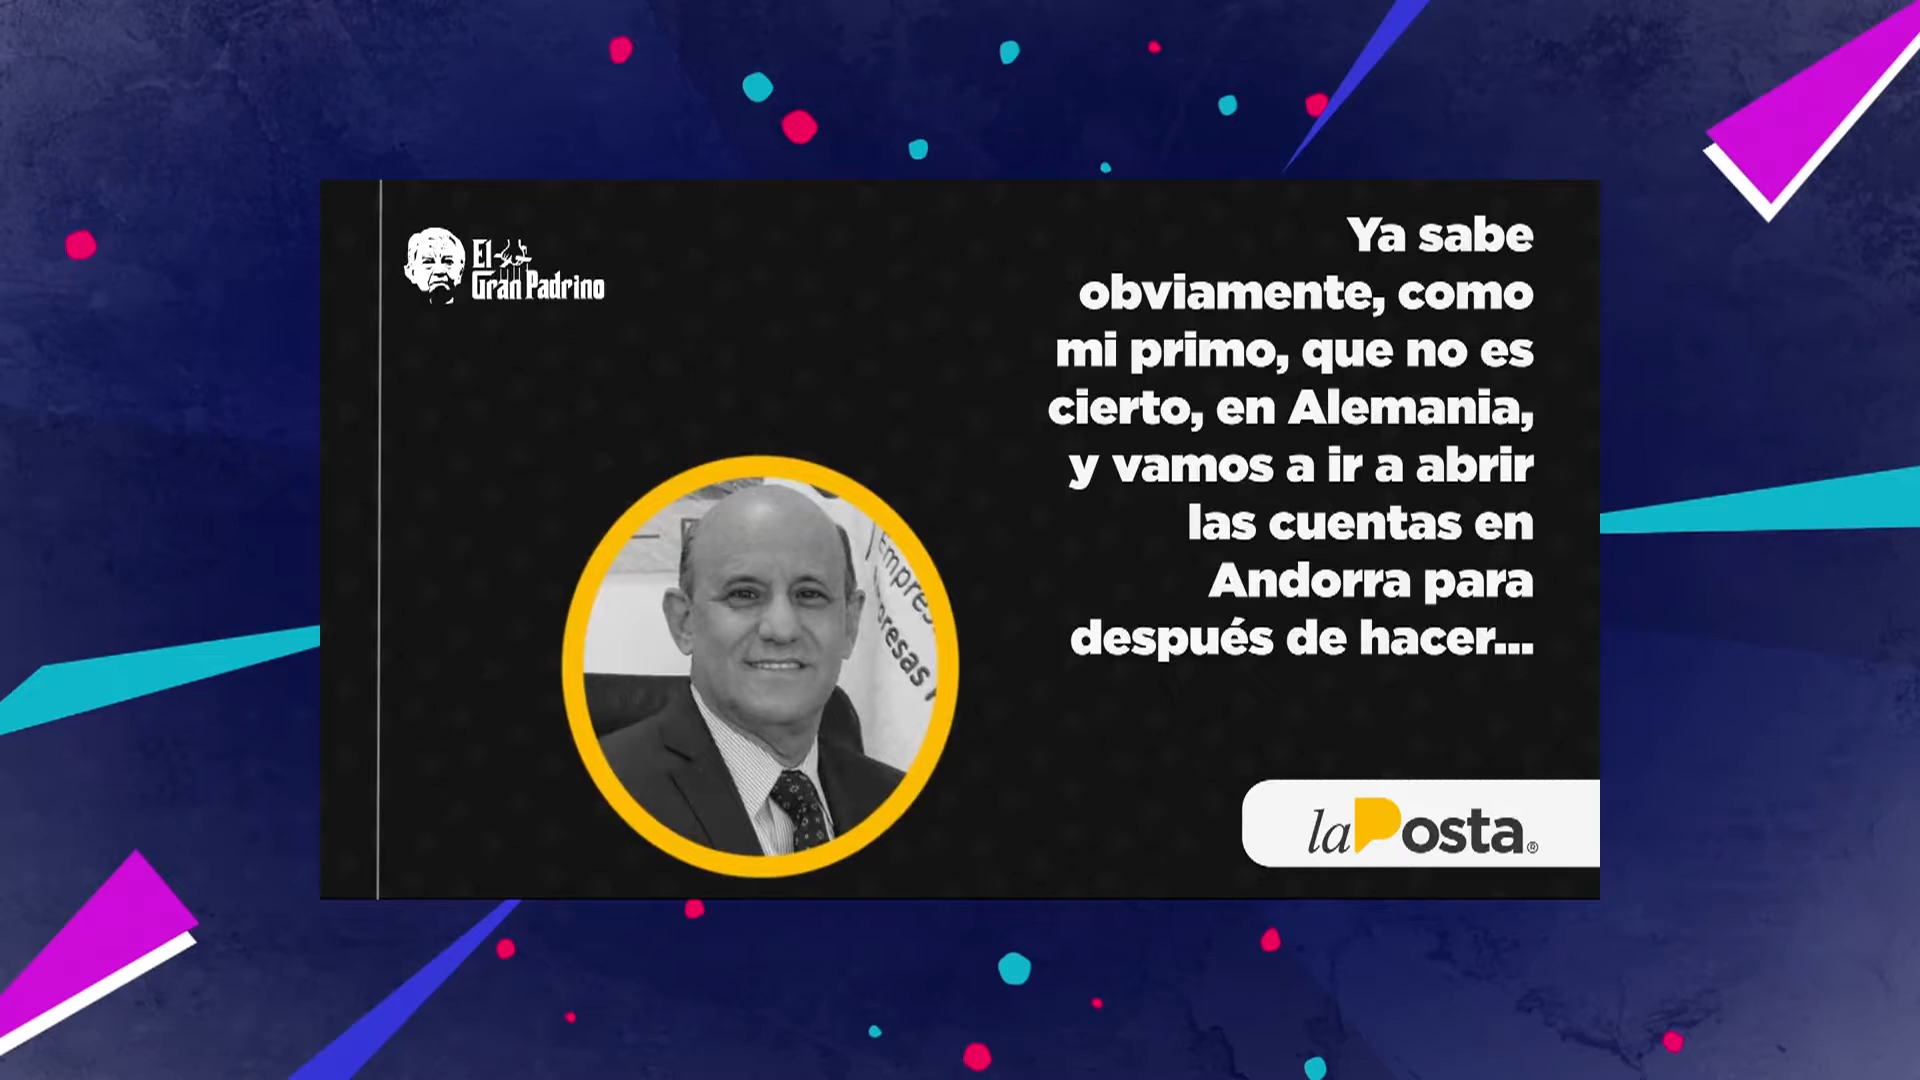 El
Gran Padrino
Ya sabe
obviamente, como
mi primo, que no es
cierto, en Alemania,
y vamos a ir a abrir
las cuentas en
Andorra para
después de hacer...
laPosta®